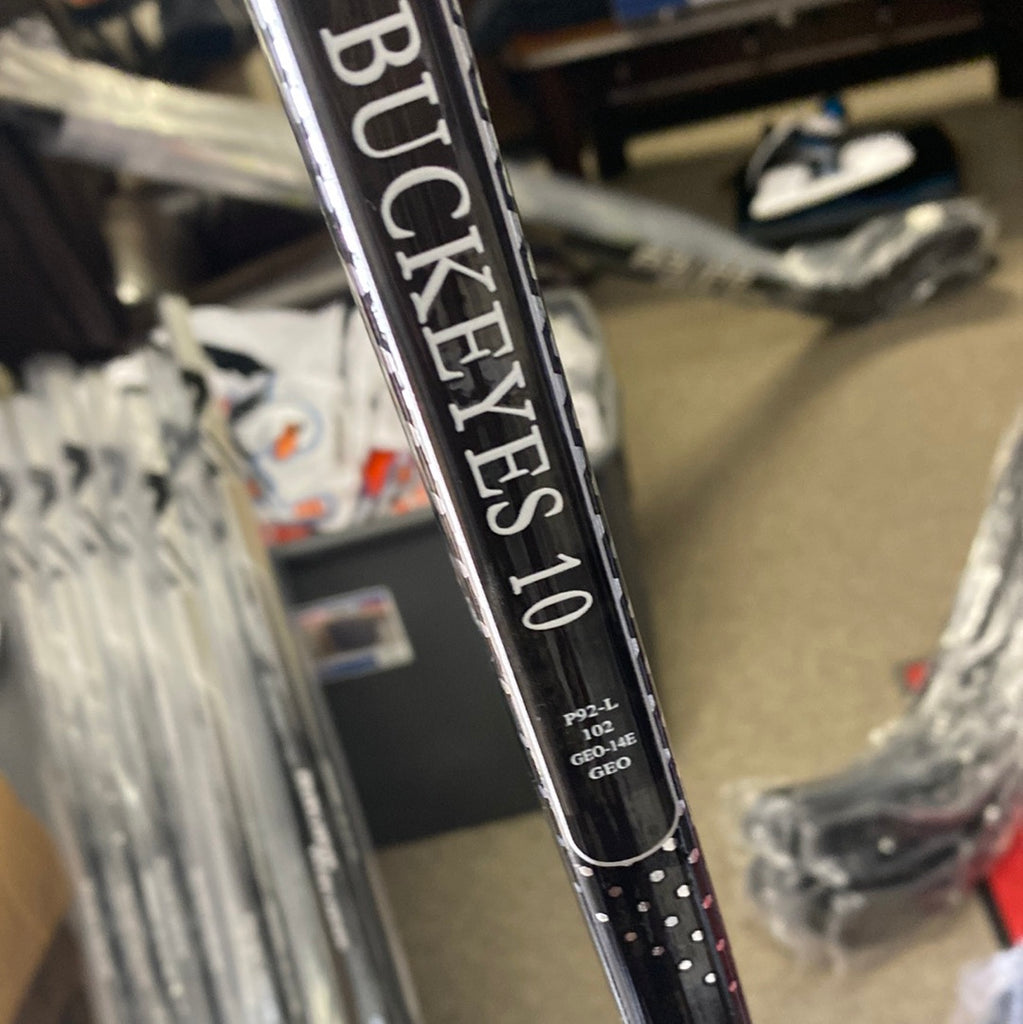 BUCKEYES 10
P92-L
102
GEO-14E
GEO